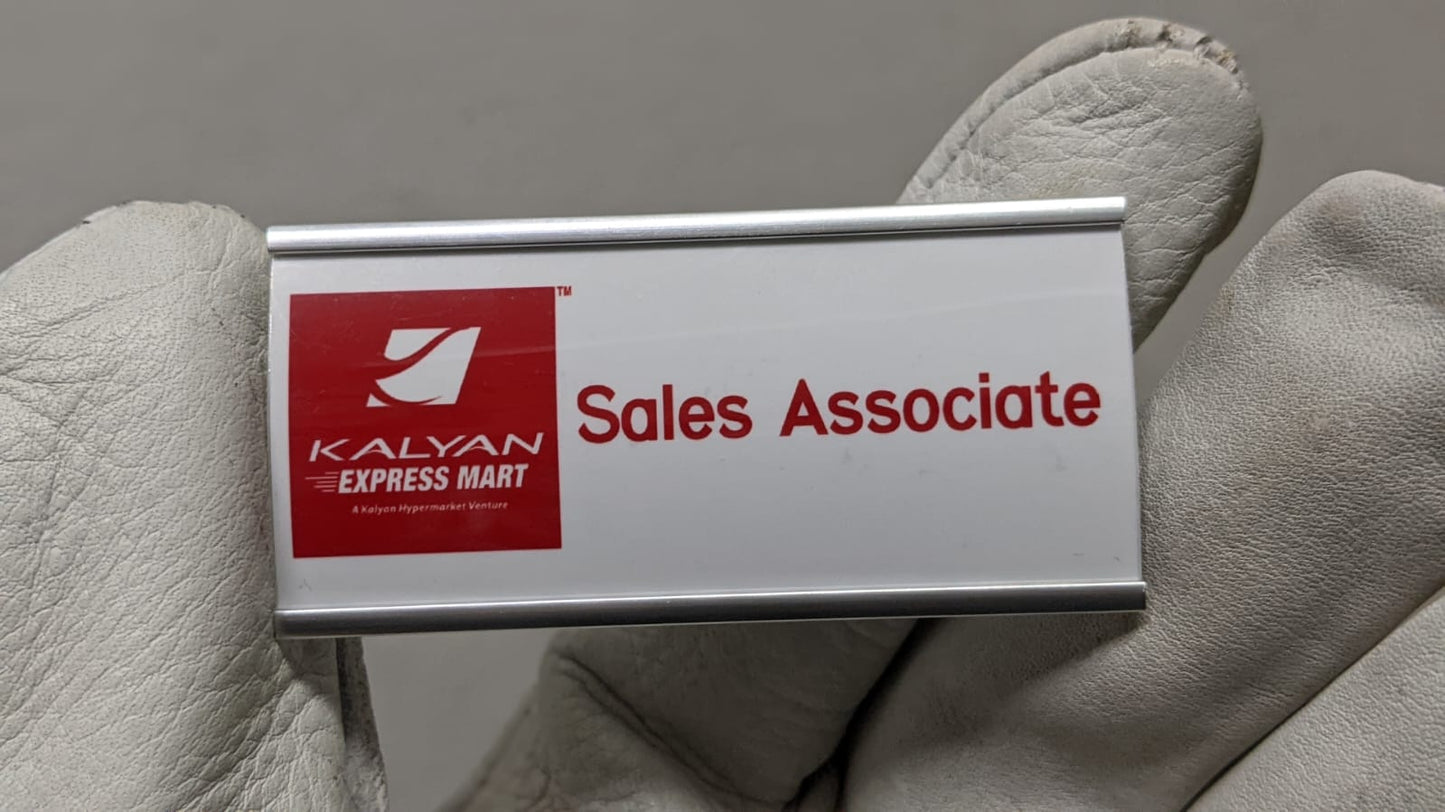 TM
KALYAN
EXPRESS MART
A Kalyan Hypermarket Venture
Sales Associate